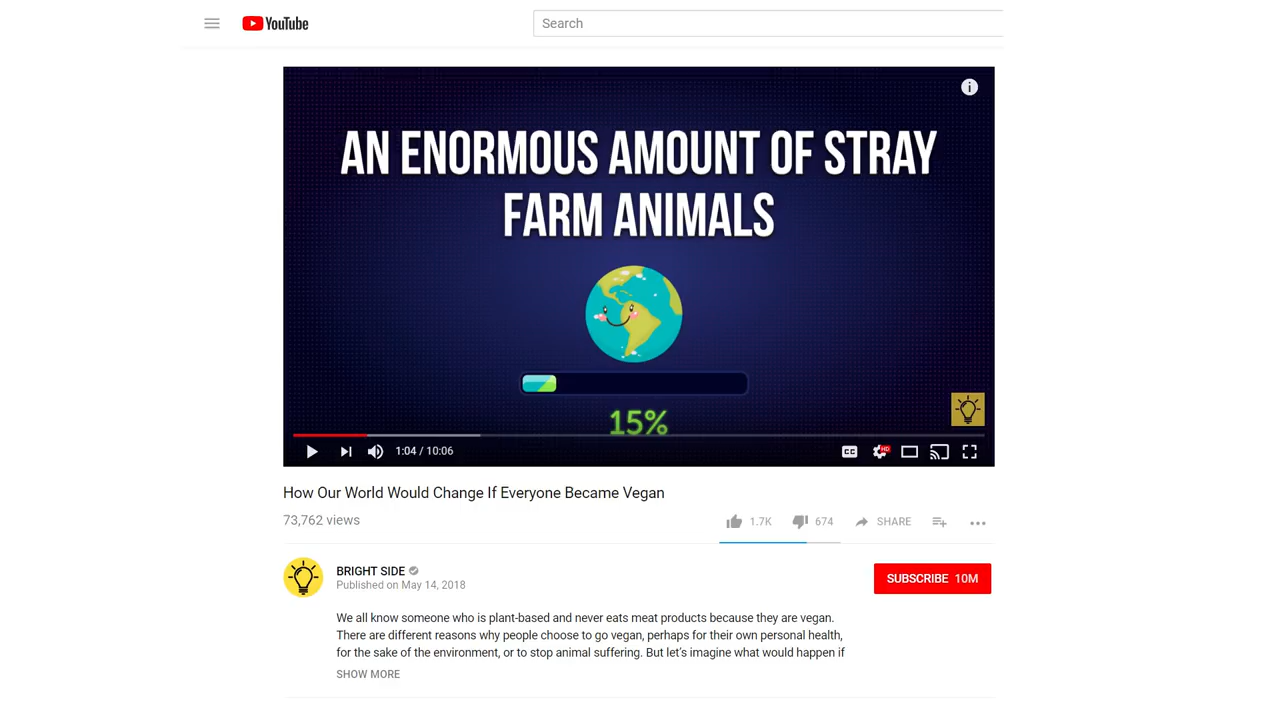 YouTube
Search
i
AN ENORMOUS AMOUNT OF STRAY
FARM ANIMALS
15%
1:04 / 10:06
CC
HD
How Our World Would Change If Everyone Became Vegan
73,762 views
1.7K
674
SHARE
BRIGHT SIDE
SUBSCRIBE 10M
Published on May 14, 2018
We all know someone who is plant-based and never eats meat products because they are vegan.
There are different reasons why people choose to go vegan, perhaps for their own personal health,
for the sake of the environment, or to stop animal suffering. But let's imagine what would happen if
SHOW MORE